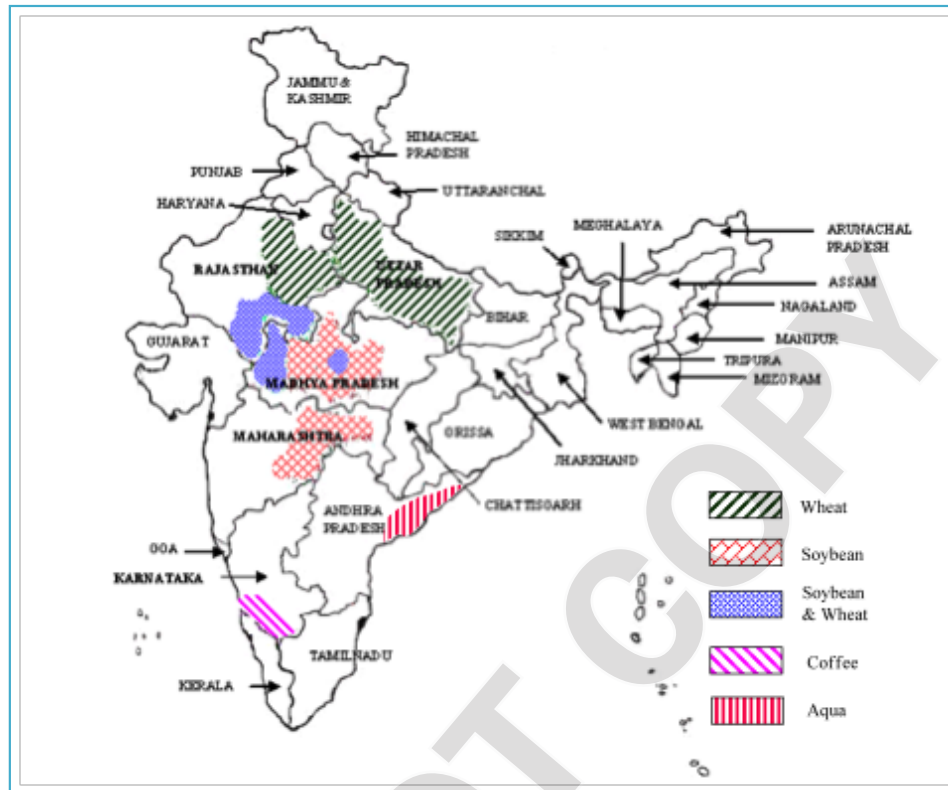 JAMMU &
KASHMIR
HIMACHAL
PRADESH
PUNJAB
UTTARANCHAL
HARYANA
MEGHALAYA
SIKKIM
ARUNACHAL
PRADESH
RAJASTHAN
UTTAR
PRADESH
ASSAM
NAGALAND
BIHAR
GUJARAT
MANIPUR
TRIPURA
MIZORAM
MADHYA PRADESH
WEST BENGAL
MAHARASHTRA
ORISSA
JHARKHAND
CHATTISGARH
ANDHRA
PRADESH
GOA
KARNATAKA
TAMILNADU
KERALA
Wheat
Soybean
Soybean
& Wheat
Coffee
Aqua
T COPY